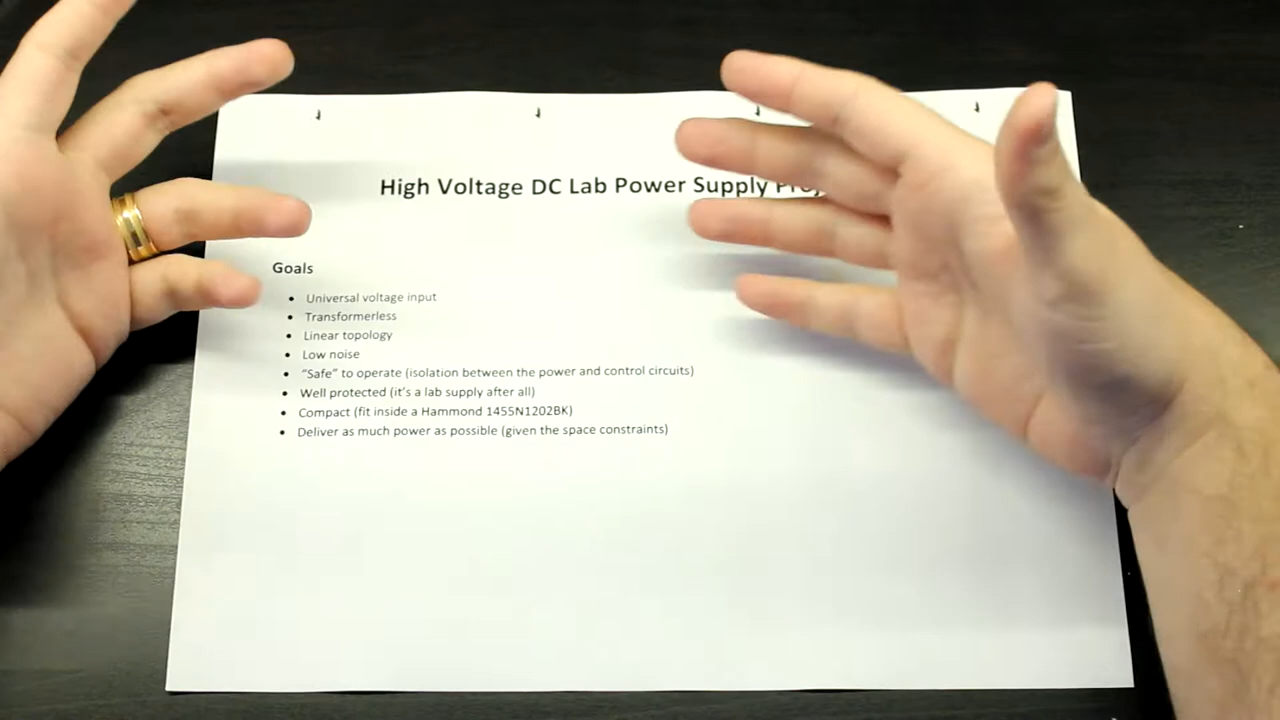 High Voltage DC Lab Power Supply
Goals
• Universal voltage input
• Transformerless
• Linear topology
• Low noise
• “Safe” to operate (isolation between the power and control circuits)
• Well protected (it’s a lab supply after all)
• Compact (fit inside a Hammond 1455N1202BK)
• Deliver as much power as possible (given the space constraints)